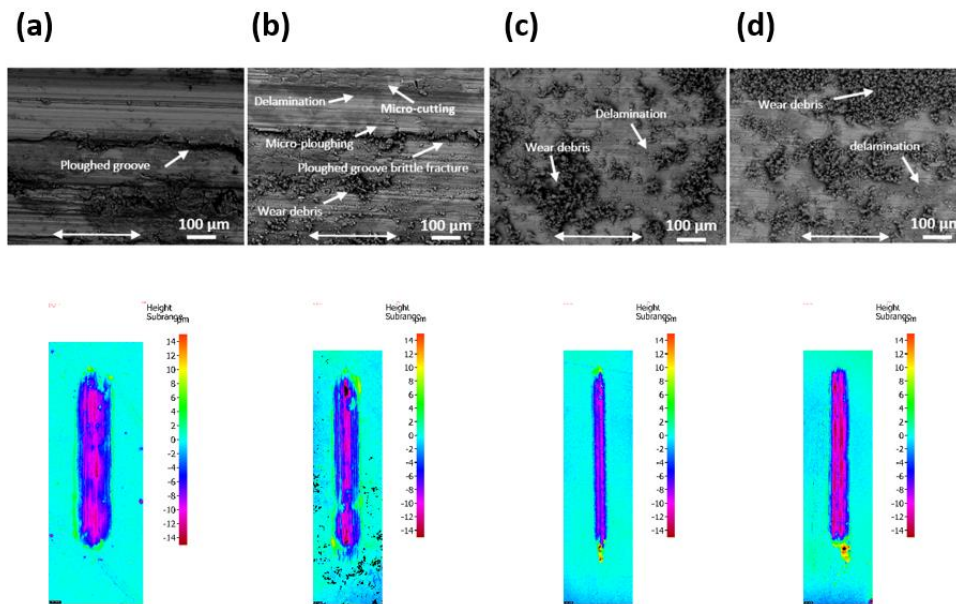 (a)
(b)
(c)
(d)
Ploughed groove
100 µm
Delamination
Micro-cutting
Micro-ploughing
Ploughed groove brittle fracture
Wear debris
100 µm
Delamination
Wear debris
100 µm
Wear debris
delamination
100 µm
Height
Subrange
µm
14
12
10
8
6
4
2
0
-2
-4
-6
-8
-10
-12
-14
Height
Subrange
µm
14
12
10
8
6
4
2
0
-2
-4
-6
-8
-10
-12
-14
Height
Subrange
µm
14
12
10
8
6
4
2
0
-2
-4
-6
-8
-10
-12
-14
Height
Subrange
µm
14
12
10
8
6
4
2
0
-2
-4
-6
-8
-10
-12
-14